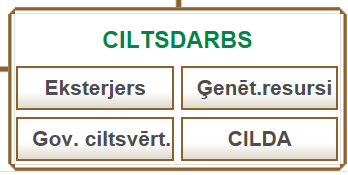 CILTSDARBS
Eksterjers
Ģenēt.resursi
Gov. ciltsvērt.
CILDA